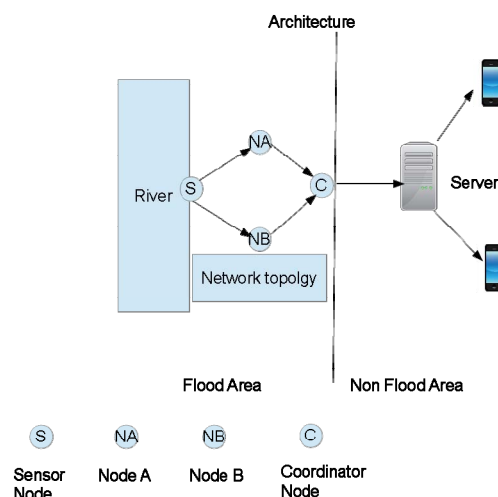 Architecture
NA
River
S
C
Server
NB
Network topolgy
Flood Area
Non Flood Area
S
NA
NB
C
Sensor
Node
Node A
Node B
Coordinator
Node